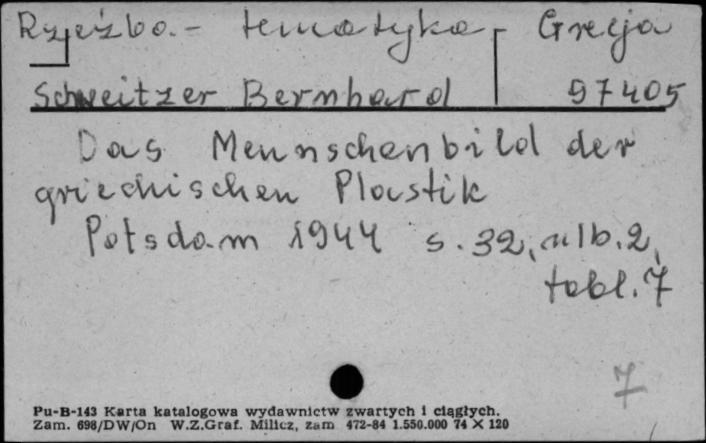 Rzeźba - tematyka, Grecja
Schweitzer Bernhard 97405
Das Mennschenbild der
griechischen Plastik
Potsdam 1944 s. 32, ulb. 2,
tabl. 7
7
Pu-B-143 Karta katalogowa wydawnictw zwartych i ciągłych.
Zam. 698/DW/On W.Z.Graf. Milicz, zam 472-84 1.550.000 74 X 120